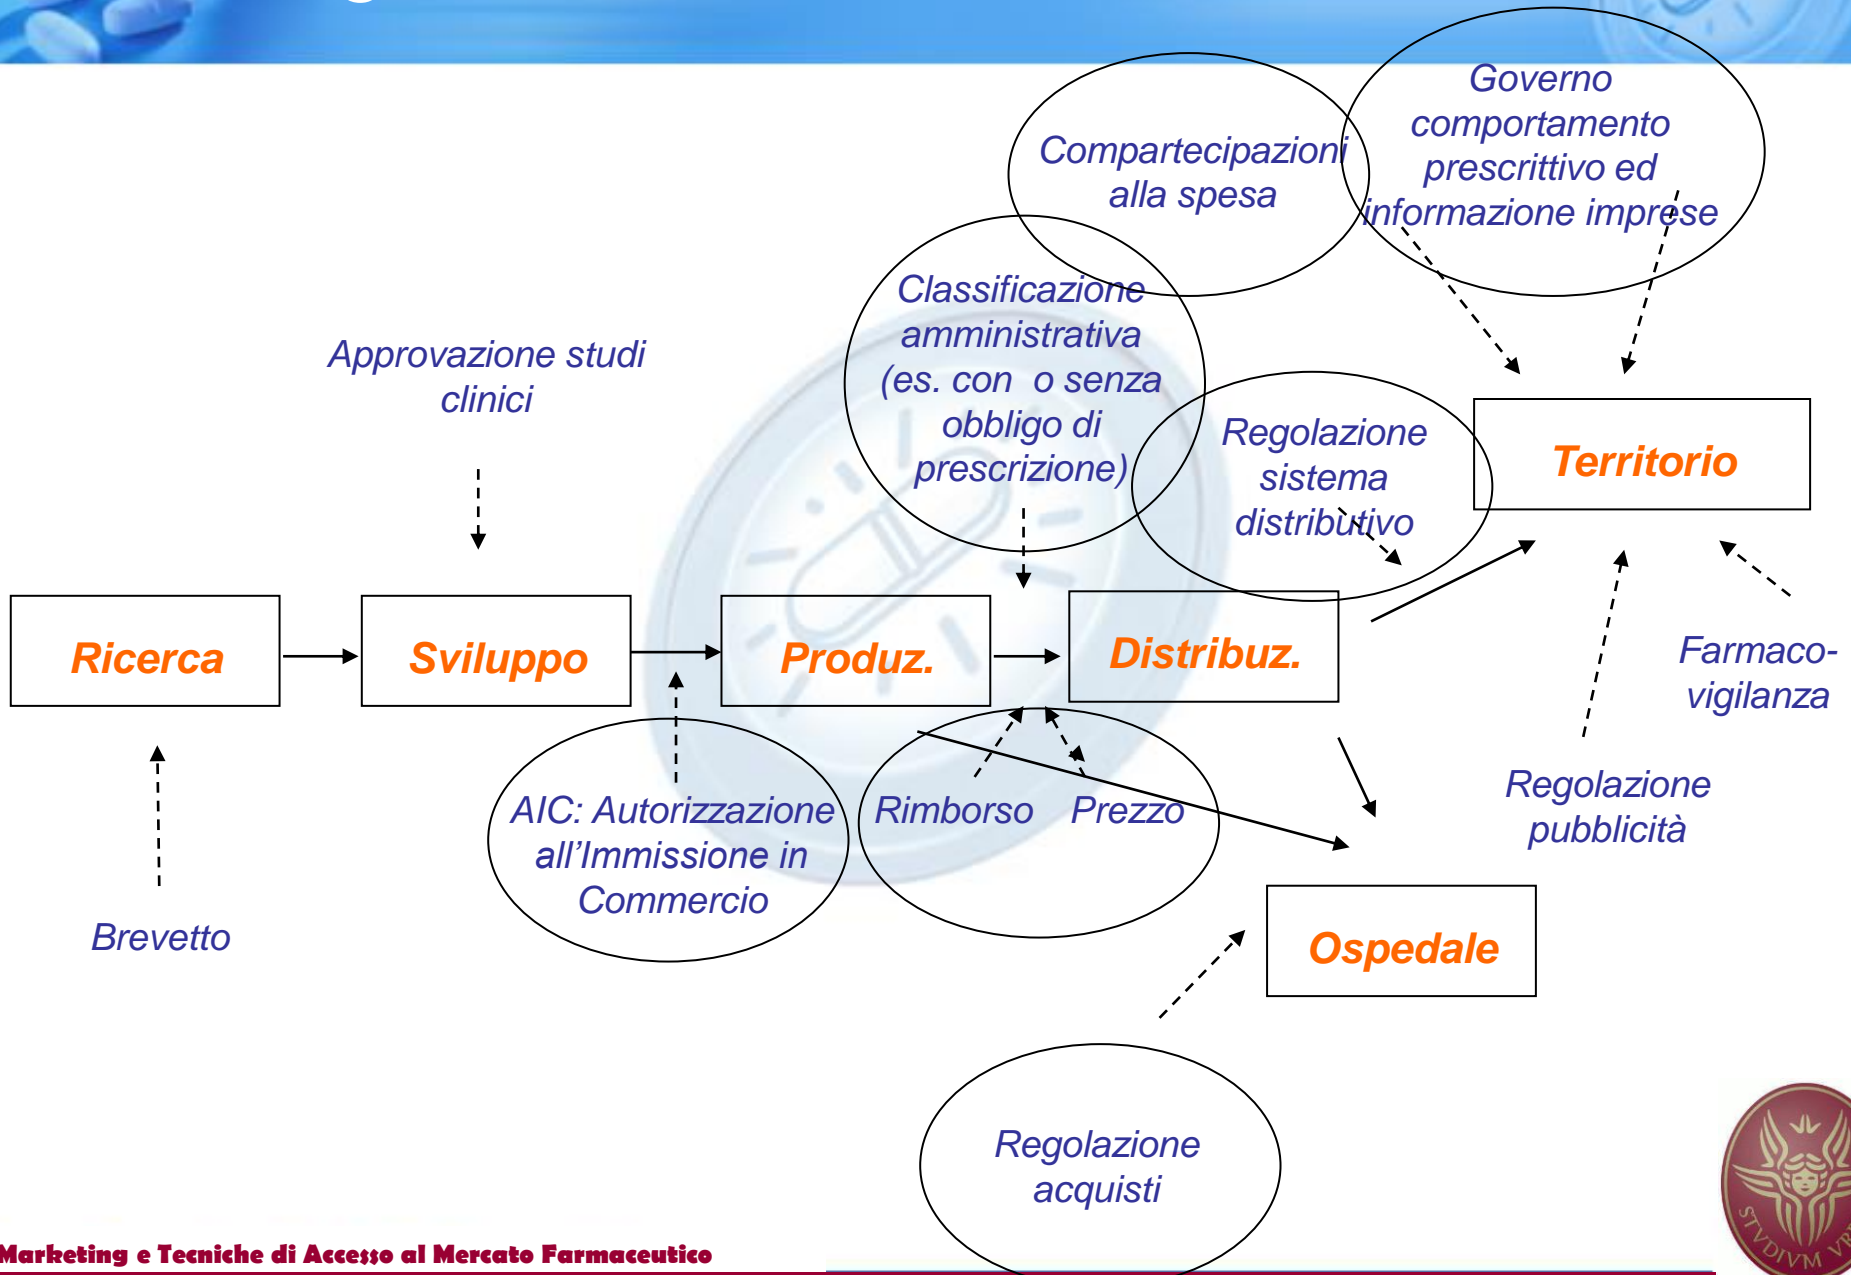 Governo
comportamento
prescrittivo ed
informazione imprese
Compartecipazioni
alla spesa
Classificazione
amministrativa
(es. con o senza
obbligo di
prescrizione)
Approvazione studi
clinici
Regolazione
sistema
distributivo
Territorio
Ricerca
Sviluppo
Produz.
Distribuz.
Farmaco-
vigilanza
AIC: Autorizzazione
all'Immissione in
Commercio
Rimborso
Prezzo
Regolazione
pubblicità
Brevetto
Ospedale
Regolazione
acquisti
Marketing e Tecniche di Accesso al Mercato Farmaceutico
STVDIVM